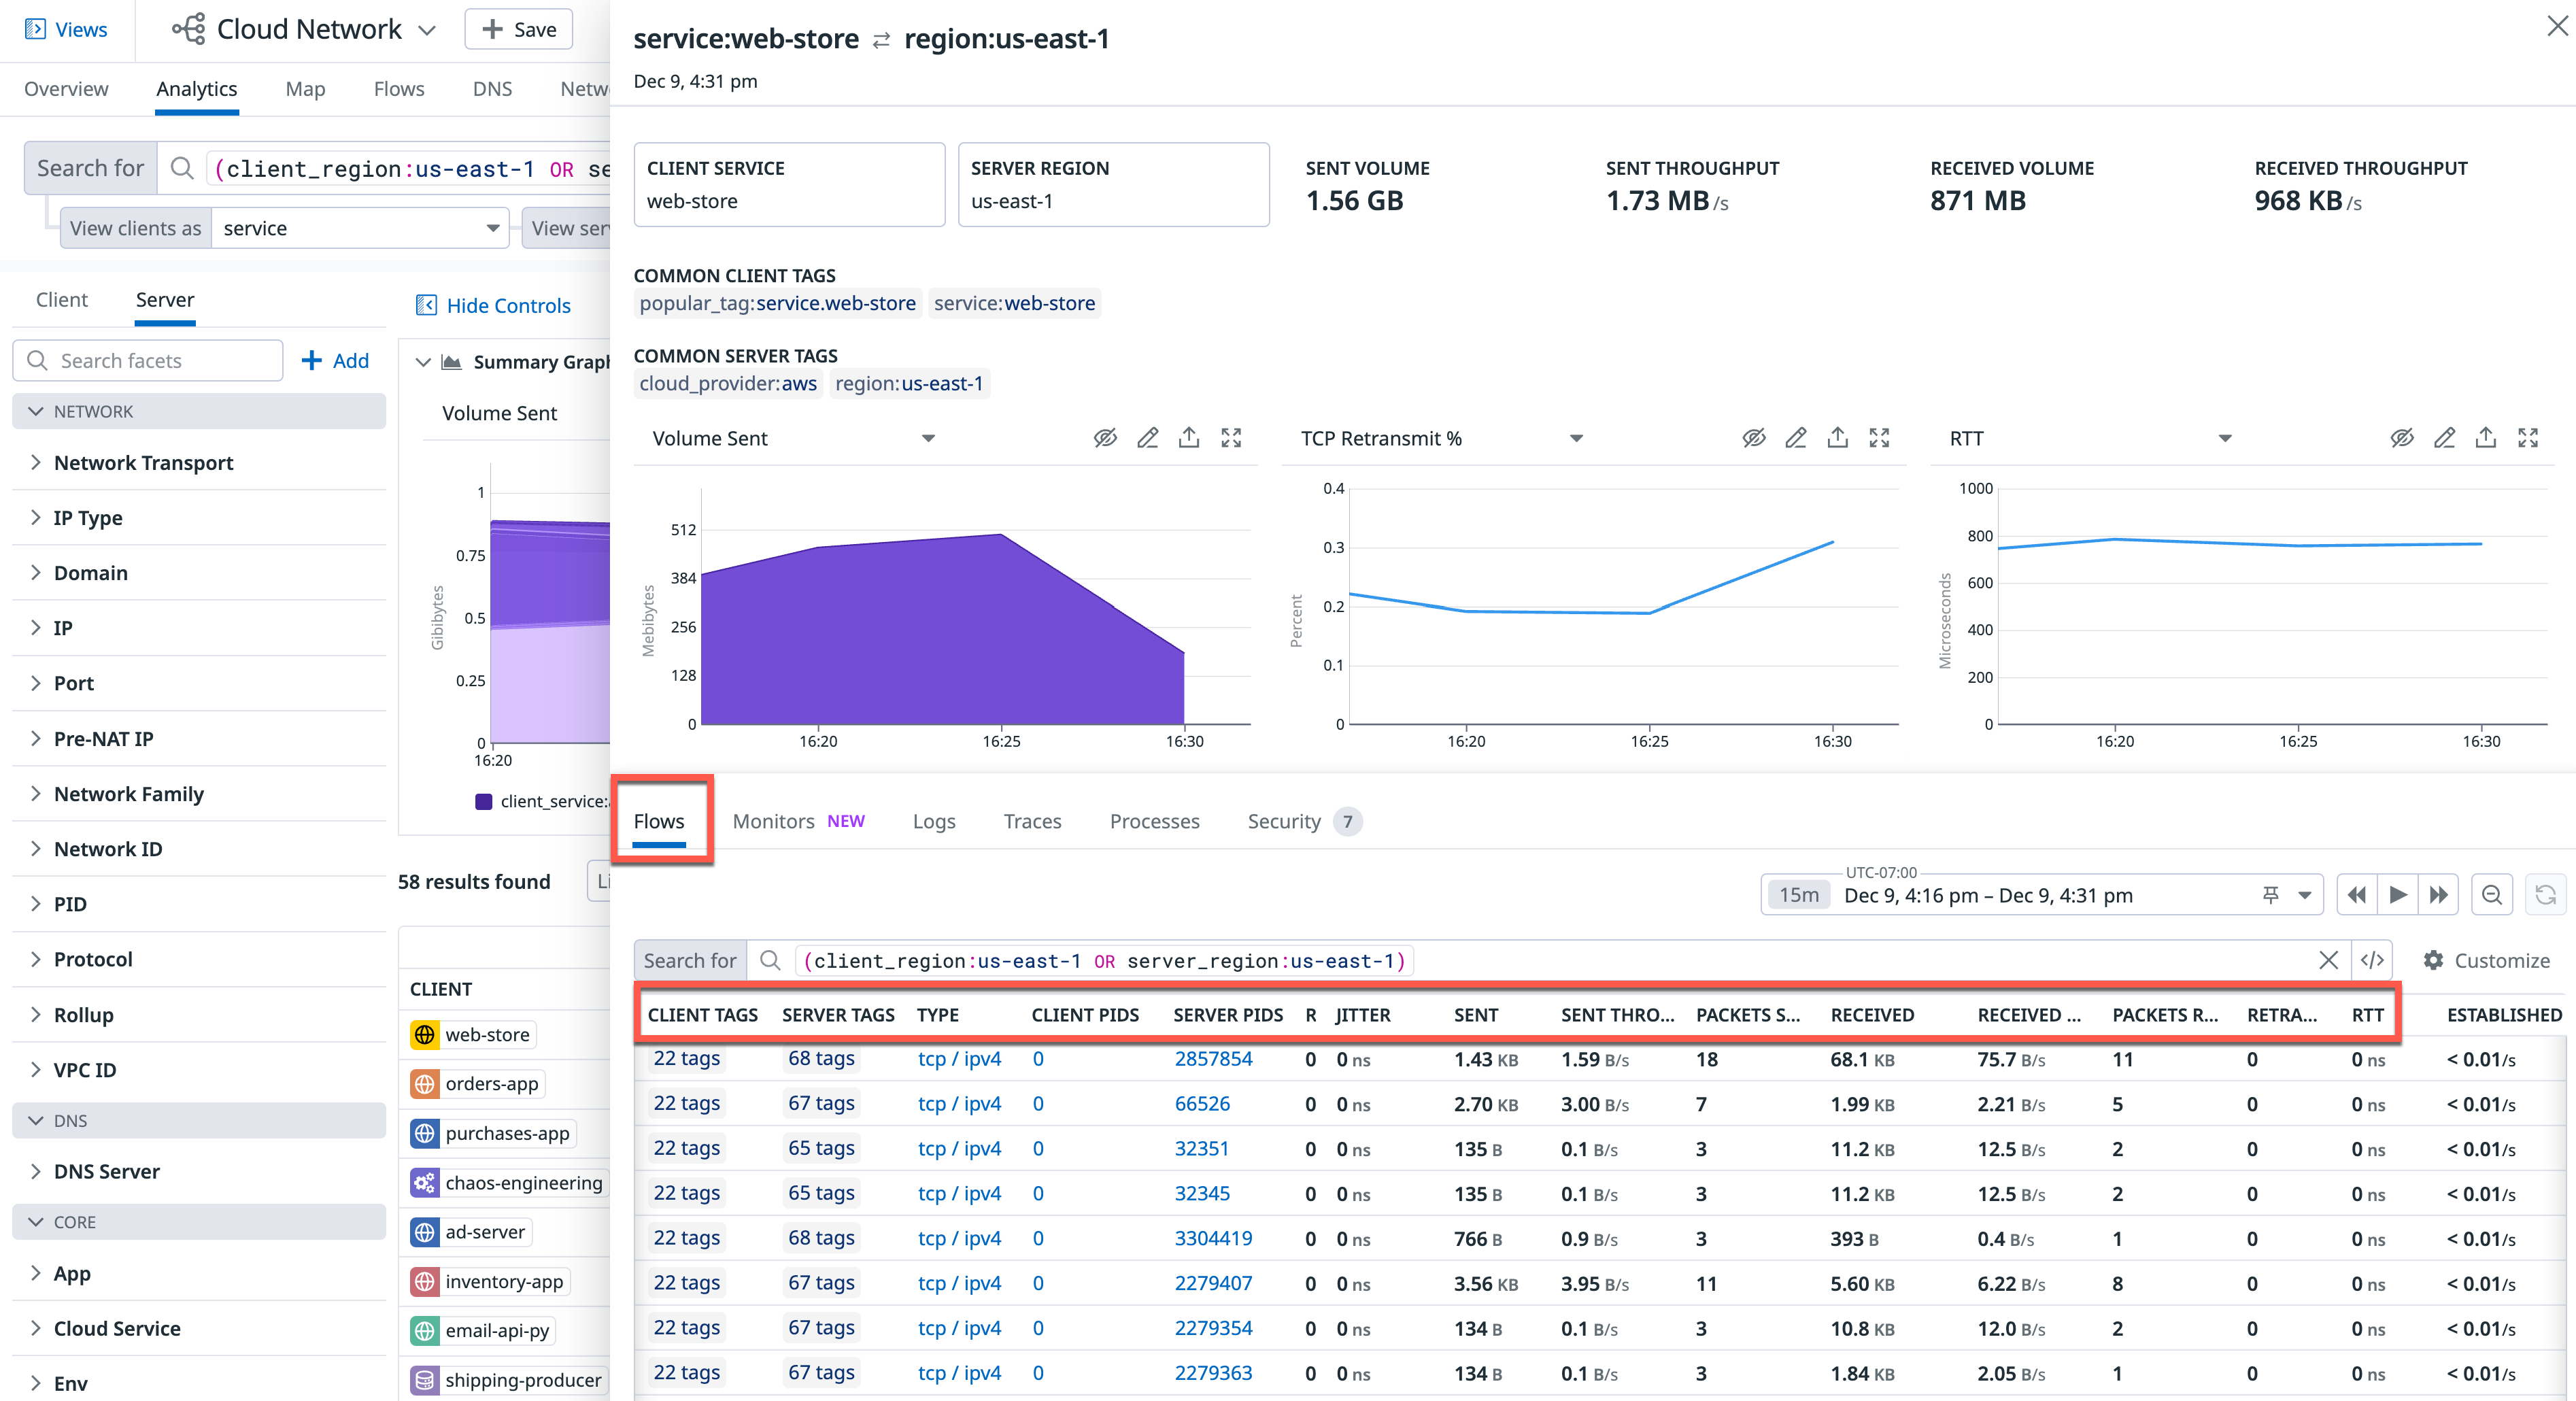 Views
Cloud Network
Save
Overview Analytics Map Flows DNS Netw
Search for (client_region:us-east-1 OR se
View clients as service View ser
Client Server
Search facets Add
NETWORK
Network Transport
IP Type
Domain
IP
Port
Pre-NAT IP
Network Family
Network ID
PID
Protocol
Rollup
VPC ID
DNS
DNS Server
CORE
App
Cloud Service
Env
Hide Controls
Summary Graph
Volume Sent
1
0.75
0.5
0.25
0
Gibibytes
16:20
client_service:
58 results found
CLIENT
web-store
orders-app
purchases-app
chaos-engineering
ad-server
inventory-app
email-api-py
shipping-producer
service:web-store region:us-east-1
Dec 9, 4:31 pm
CLIENT SERVICE
web-store
SERVER REGION
us-east-1
SENT VOLUME
1.56 GB
SENT THROUGHPUT
1.73 MB/s
RECEIVED VOLUME
871 MB
RECEIVED THROUGHPUT
968 KB/s
COMMON CLIENT TAGS
popular_tag:service.web-store service:web-store
COMMON SERVER TAGS
cloud_provider:aws region:us-east-1
Volume Sent
512
384
256
128
0
Mebibytes
16:20 16:25 16:30
TCP Retransmit %
0.4
0.3
0.2
0.1
0
Percent
16:20 16:25 16:30
RTT
1000
800
600
400
200
0
Microseconds
16:20 16:25 16:30
Flows Monitors NEW Logs Traces Processes Security 7
UTC-07:00
15m Dec 9, 4:16 pm – Dec 9, 4:31 pm
Search for (client_region:us-east-1 OR server_region:us-east-1) </> Customize
CLIENT TAGS SERVER TAGS TYPE CLIENT PIDS SERVER PIDS R JITTER SENT SENT THRO... PACKETS S... RECEIVED RECEIVED ... PACKETS R... RETRA... RTT ESTABLISHED
22 tags 68 tags tcp / ipv4 0 2857854 0 0 ns 1.43 KB 1.59 B/s 18 68.1 KB 75.7 B/s 11 0 0 ns < 0.01/s
22 tags 67 tags tcp / ipv4 0 66526 0 0 ns 2.70 KB 3.00 B/s 7 1.99 KB 2.21 B/s 5 0 0 ns < 0.01/s
22 tags 65 tags tcp / ipv4 0 32351 0 0 ns 135 B 0.1 B/s 3 11.2 KB 12.5 B/s 2 0 0 ns < 0.01/s
22 tags 65 tags tcp / ipv4 0 32345 0 0 ns 135 B 0.1 B/s 3 11.2 KB 12.5 B/s 2 0 0 ns < 0.01/s
22 tags 68 tags tcp / ipv4 0 3304419 0 0 ns 766 B 0.9 B/s 3 393 B 0.4 B/s 1 0 0 ns < 0.01/s
22 tags 67 tags tcp / ipv4 0 2279407 0 0 ns 3.56 KB 3.95 B/s 11 5.60 KB 6.22 B/s 8 0 0 ns < 0.01/s
22 tags 67 tags tcp / ipv4 0 2279354 0 0 ns 134 B 0.1 B/s 3 10.8 KB 12.0 B/s 2 0 0 ns < 0.01/s
22 tags 67 tags tcp / ipv4 0 2279363 0 0 ns 134 B 0.1 B/s 3 1.84 KB 2.05 B/s 1 0 0 ns < 0.01/s